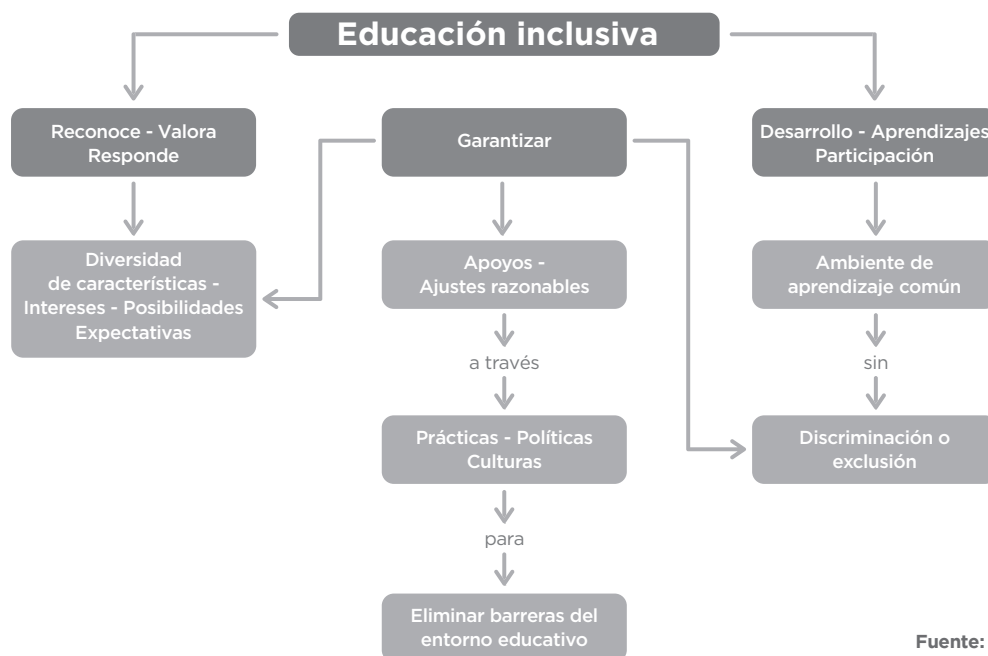 Educación inclusiva
Reconoce - Valora
Responde
Garantizar
Desarrollo - Aprendizajes
Participación
Diversidad
de características -
Intereses - Posibilidades
Expectativas
Apoyos -
Ajustes razonables
Ambiente de
aprendizaje común
a través
sin
Prácticas - Políticas
Culturas
Discriminación o
exclusión
para
Eliminar barreras del
entorno educativo
Fuente: